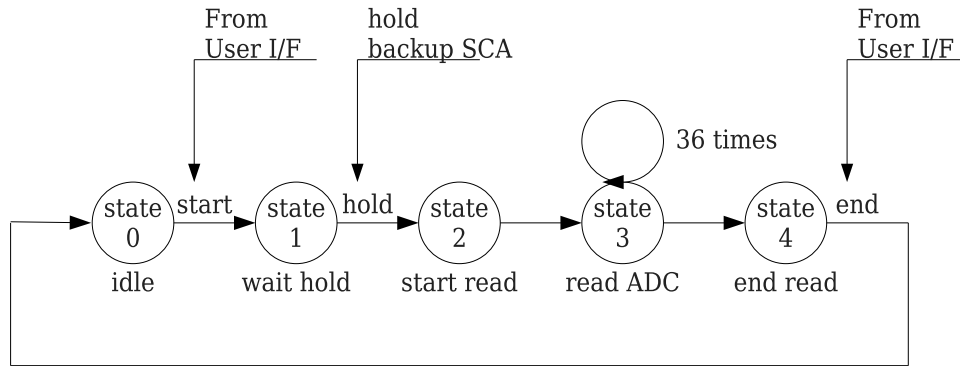 From
User I/F
hold
backup SCA
From
User I/F
36 times
state
0
start
state
1
hold
state
2
state
3
state
4
end
idle
wait hold
start read
read ADC
end read